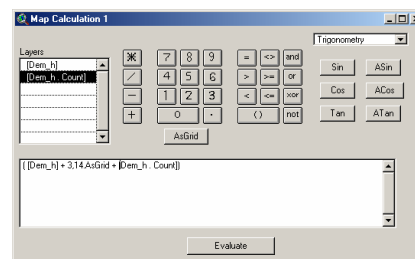 Map Calculation 1
Trigonometry
Layers
[Dem_h]
[Dem_h . Count]
7 8 9 = <> and
/ 4 5 6 > >= or
- 1 2 3 < <= xor
+ 0 . ( ) not
AsGrid
Sin ASin
Cos ACos
Tan ATan
( [Dem_h] + 3,14.AsGrid + [Dem_h . Count])
Evaluate